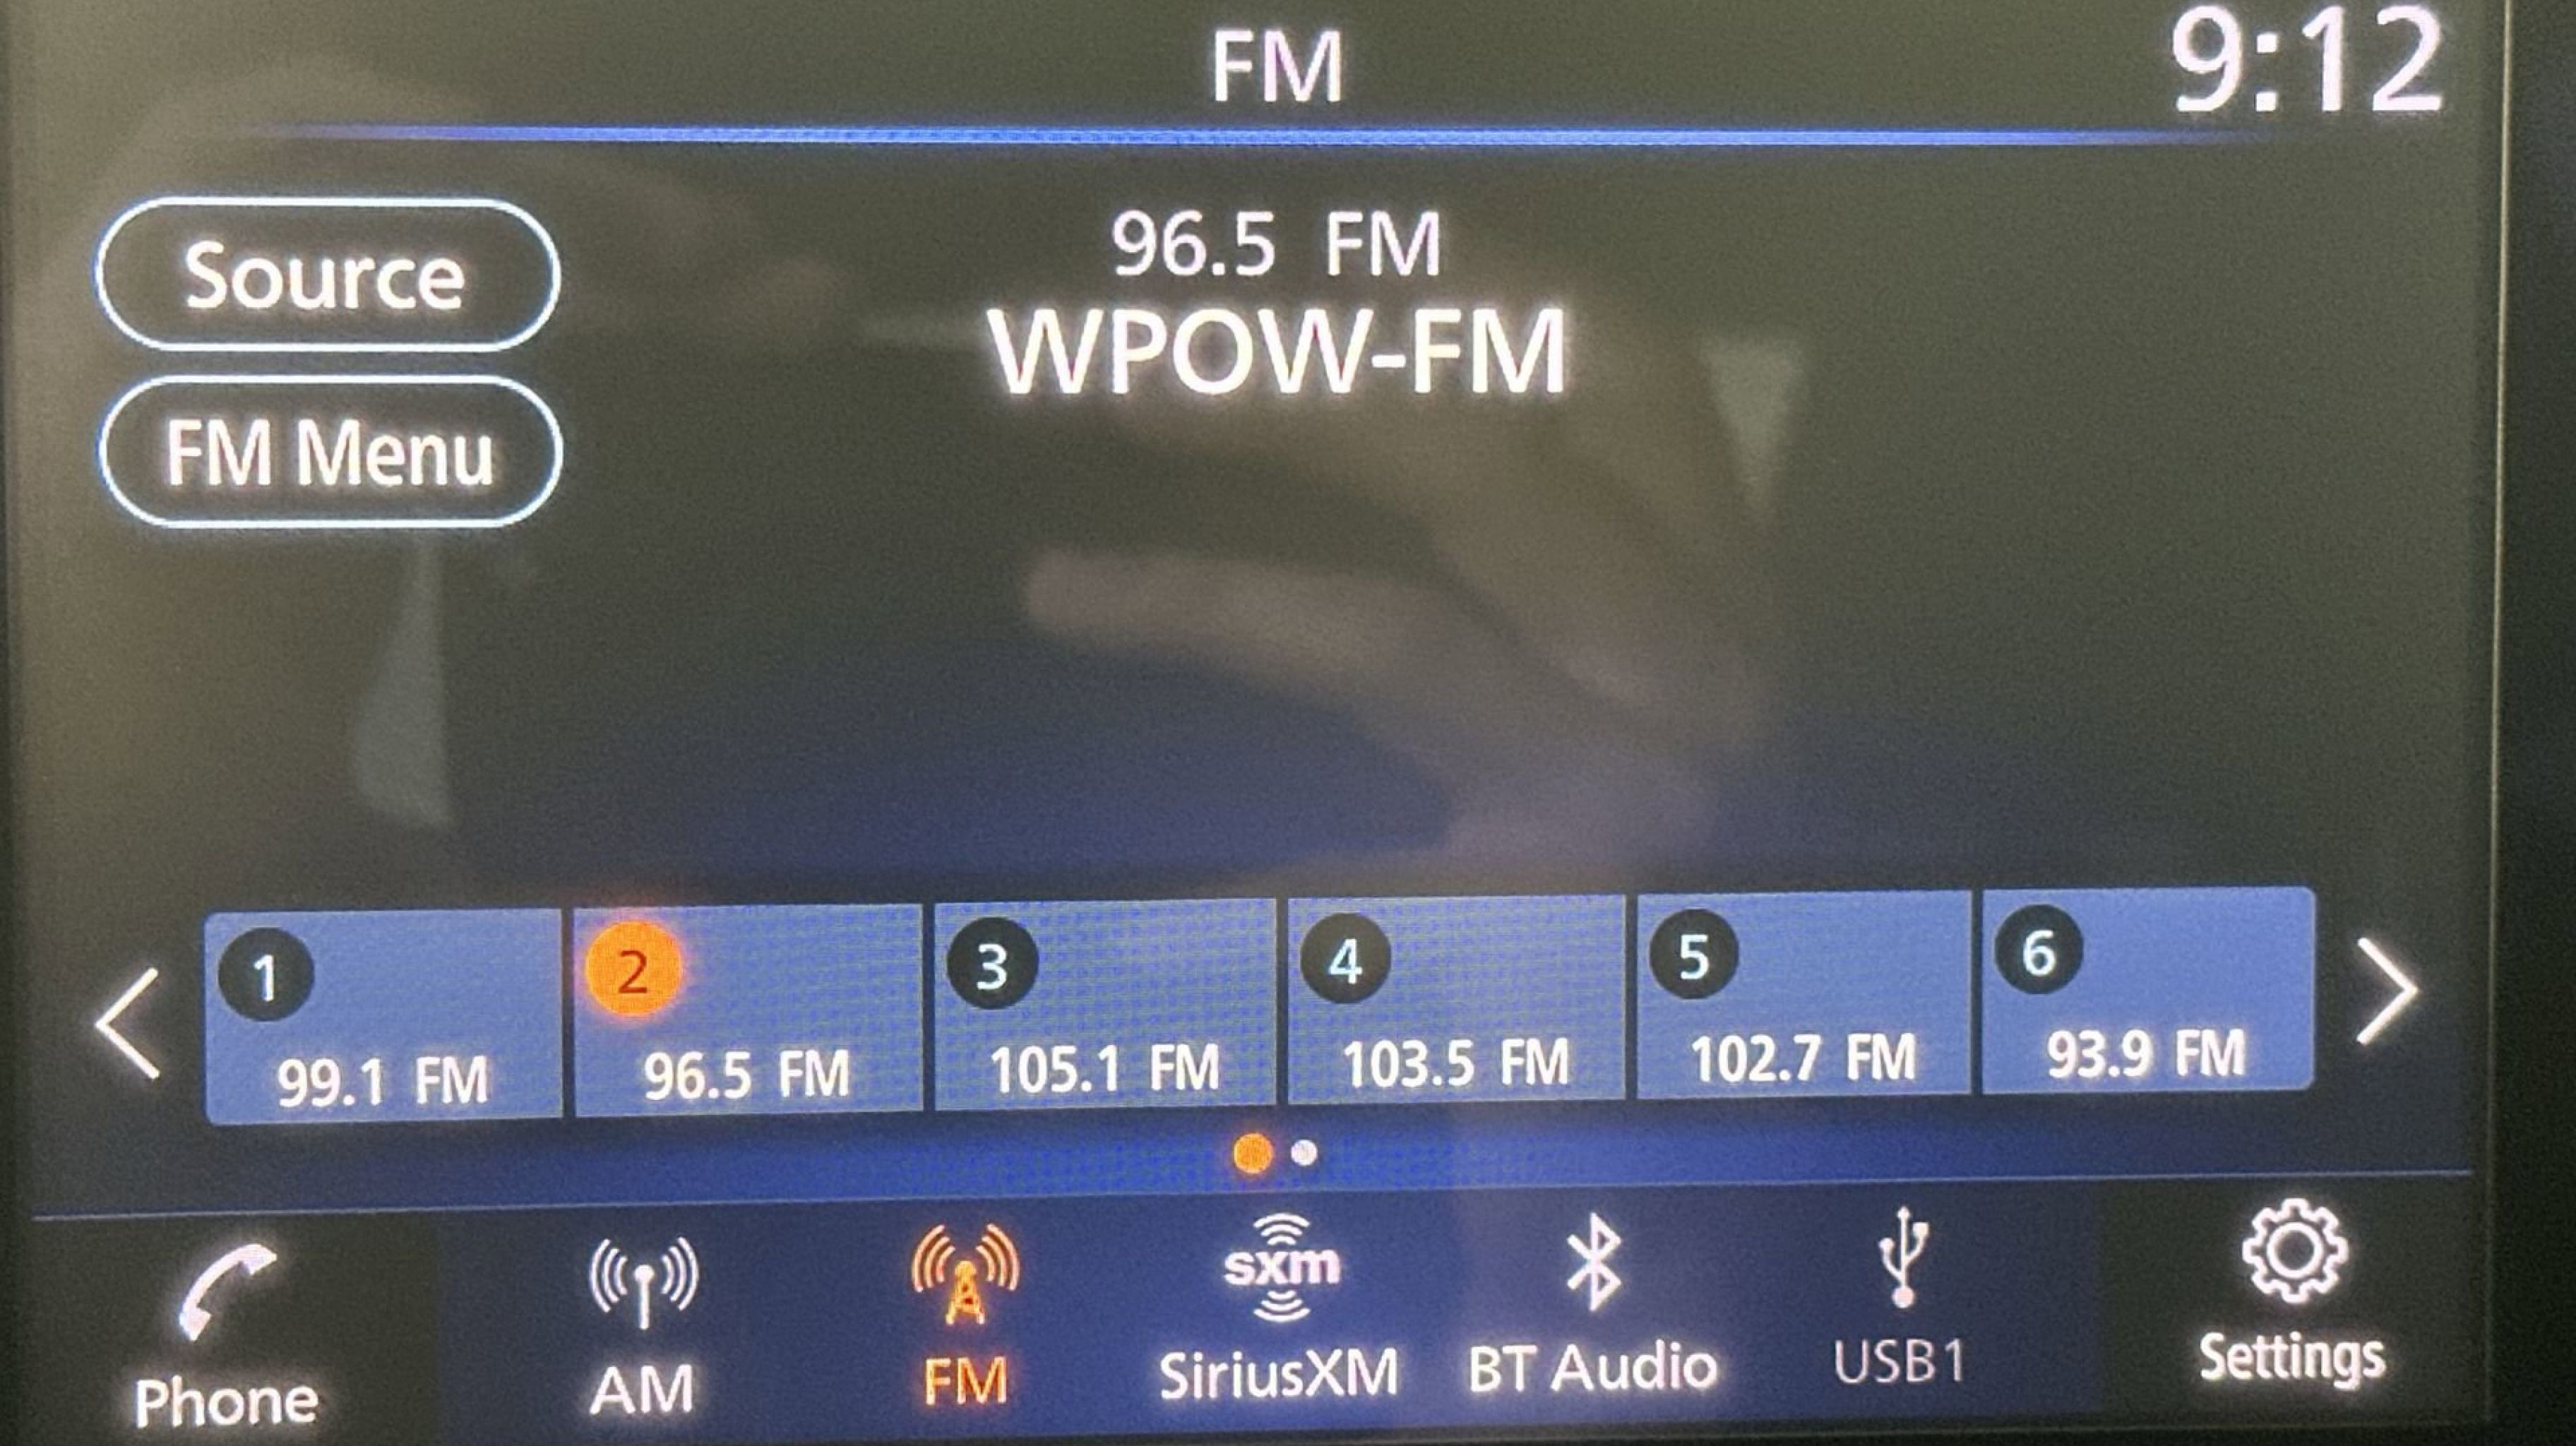 FM
9:12
Source
96.5 FM
WPOW-FM
FM Menu
1
2
3
4
5
6
99.1 FM
96.5 FM
105.1 FM
103.5 FM
102.7 FM
93.9 FM
sxm
Phone
AM
FM
SiriusXM
BT Audio
USB1
Settings